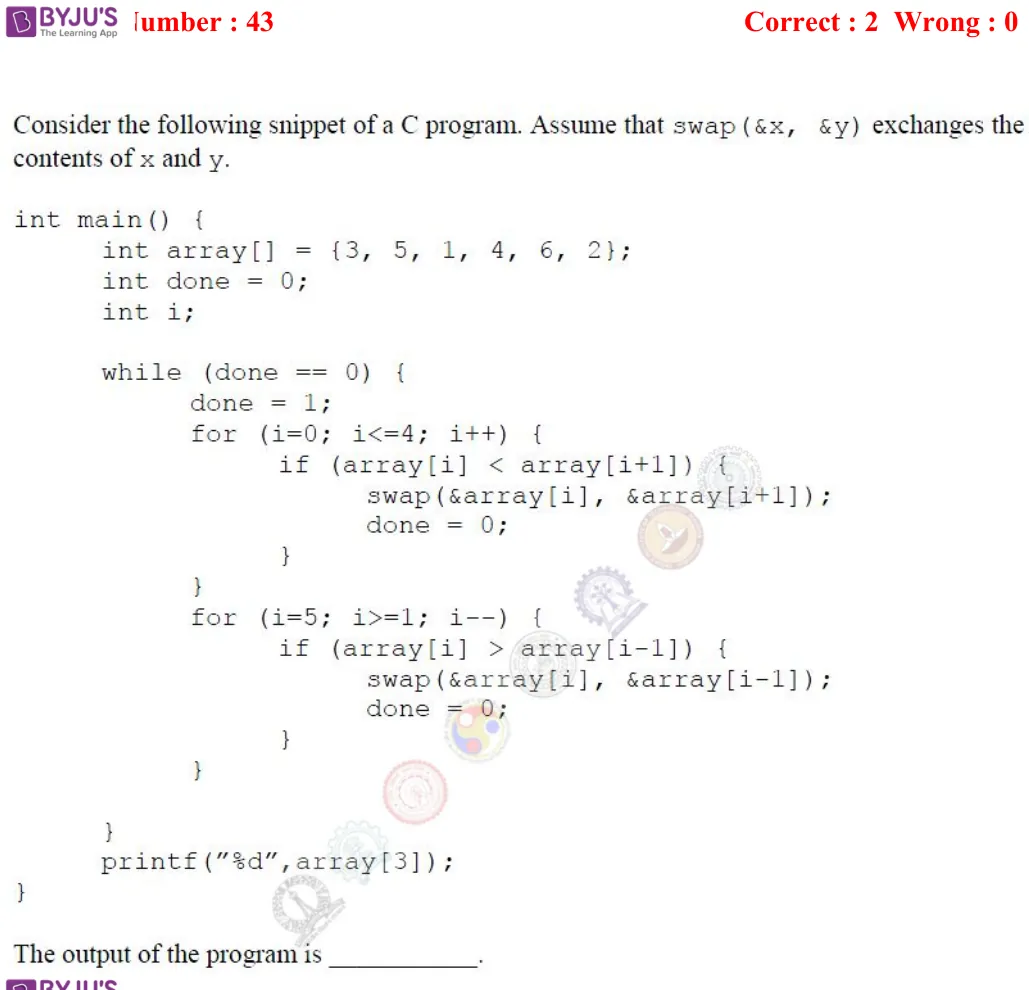 BYJU'S
The Learning App
umber : 43
Correct : 2 Wrong : 0
Consider the following snippet of a C program. Assume that swap(&x, &y) exchanges the
contents of x and y.
int main() {
int array[] = {3, 5, 1, 4, 6, 2};
int done = 0;
int i;
while (done == 0) {
done = 1;
for (i=0; i<=4; i++) {
if (array[i] < array[i+1]) {
swap(&array[i], &array[i+1]);
done = 0;
}
}
for (i=5; i>=1; i--) {
if (array[i] > array[i-1]) {
swap(&array[i], &array[i-1]);
done = 0;
}
}
}
printf("%d",array[3]);
}
The output of the program is ___________.
BYJU'S